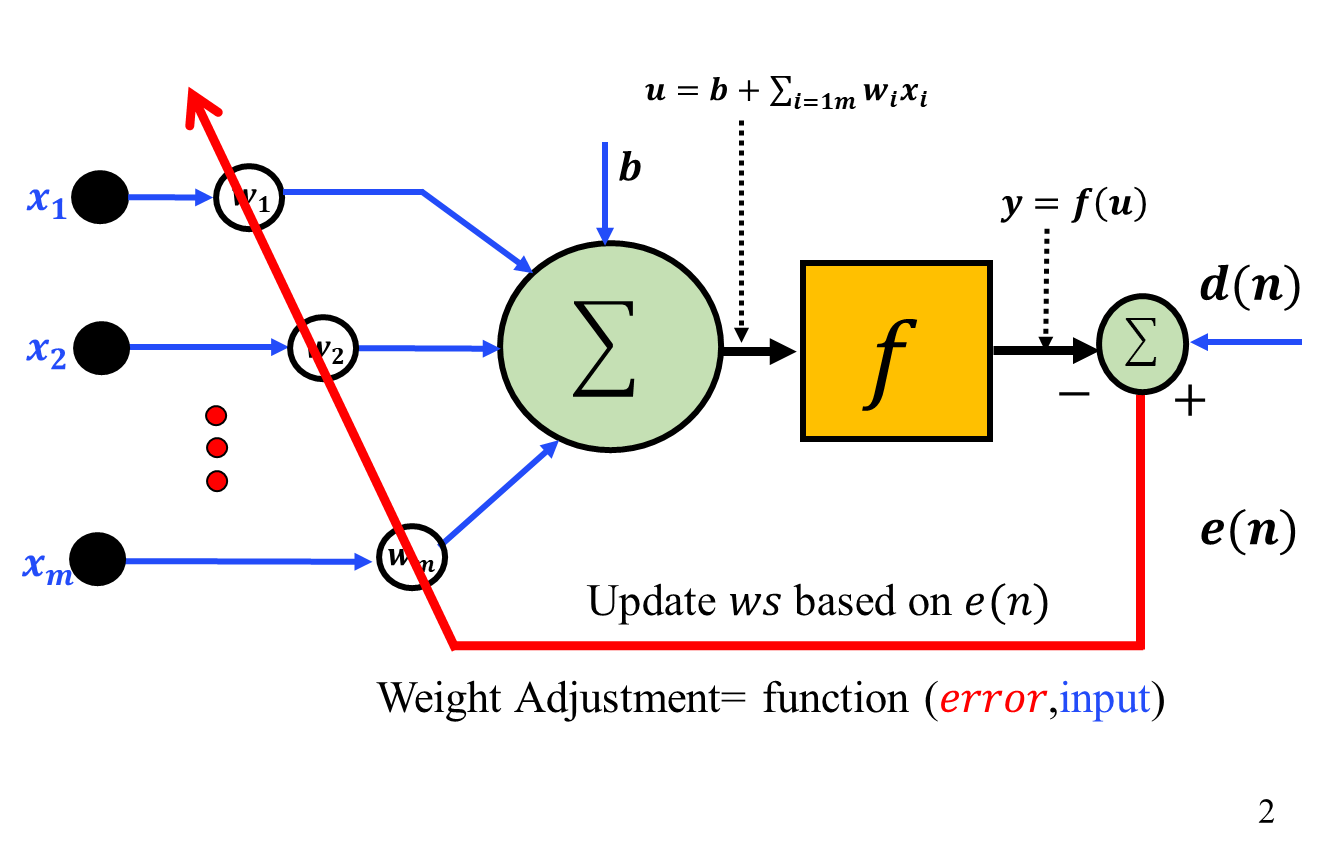 u = b + ∑i=1m wixi
b
x1
w1
y = f(u)
d(n)
x2
w2
∑
f
∑
−
+
xm
wm
e(n)
Update ws based on e(n)
Weight Adjustment= function (error,input)
2